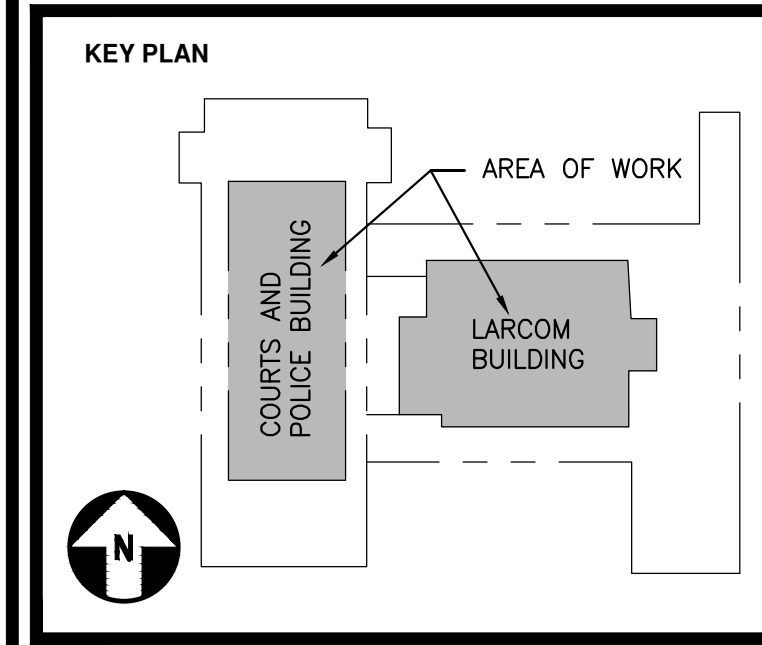 KEY PLAN
AREA OF WORK
COURTS AND
POLICE BUILDING
LARCOM
BUILDING
N